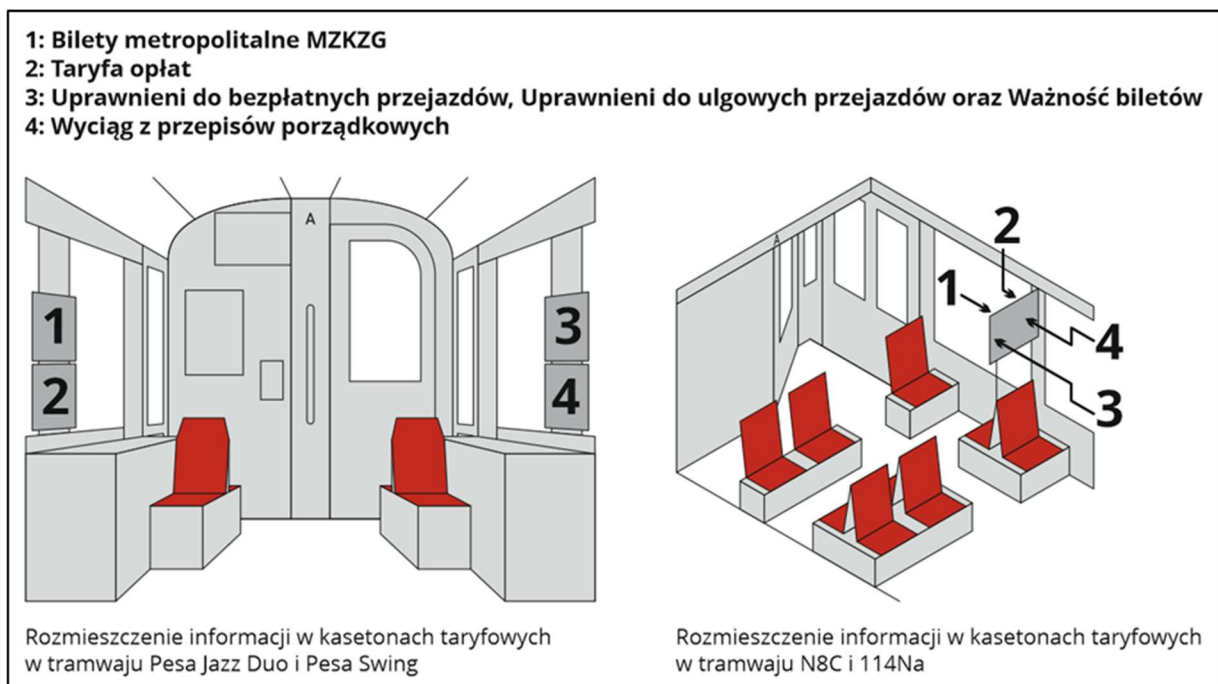 1: Bilety metropolitalne MZKZG
2: Taryfa opłat
3: Uprawnieni do bezpłatnych przejazdów, Uprawnieni do ulgowych przejazdów oraz Ważność biletów
4: Wyciąg z przepisów porządkowych
A
1
2
3
4
Rozmieszczenie informacji w kasetonach taryfowych
w tramwaju Pesa Jazz Duo i Pesa Swing
A
2
1
4
3
Rozmieszczenie informacji w kasetonach taryfowych
w tramwaju N8C i 114Na